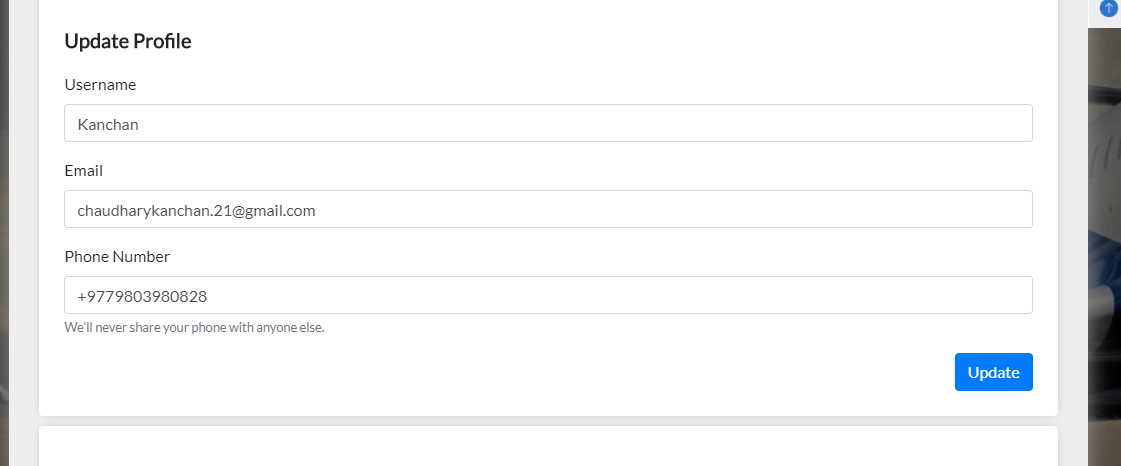 Update Profile
Username
Kanchan
Email
chaudharykanchan.21@gmail.com
Phone Number
+9779803980828
We'll never share your phone with anyone else.
Update